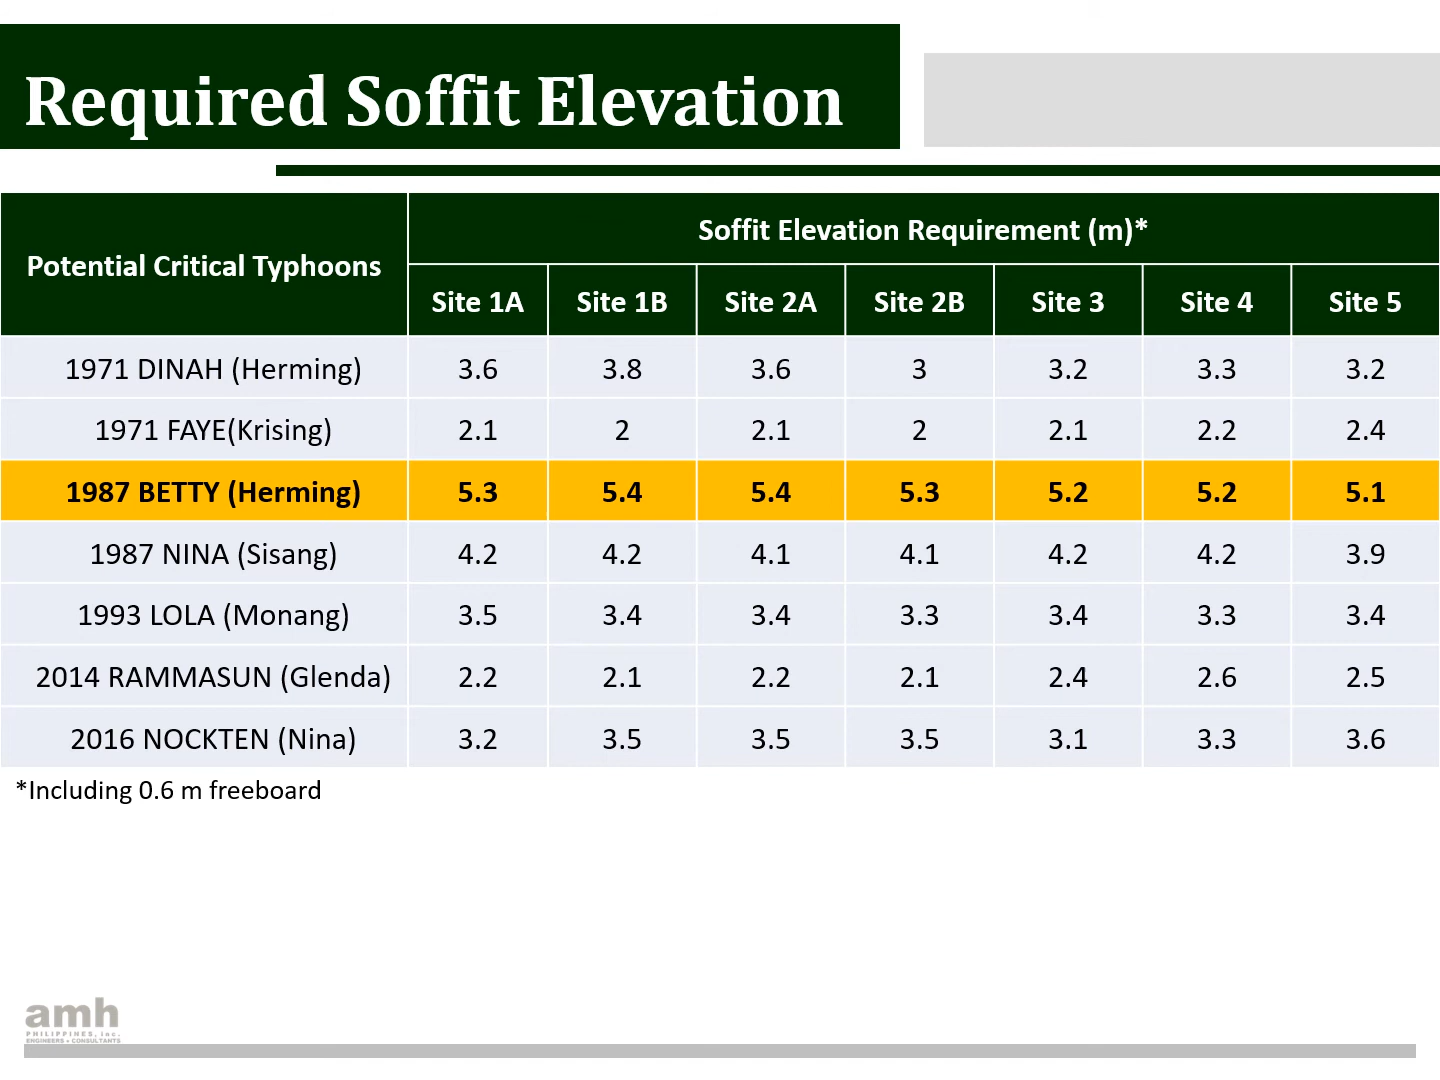 Required Soffit Elevation
Potential Critical Typhoons
Soffit Elevation Requirement (m)*
Site 1A Site 1B Site 2A Site 2B Site 3 Site 4 Site 5
1971 DINAH (Herming) 3.6 3.8 3.6 3 3.2 3.3 3.2
1971 FAYE(Krising) 2.1 2 2.1 2 2.1 2.2 2.4
1987 BETTY (Herming) 5.3 5.4 5.4 5.3 5.2 5.2 5.1
1987 NINA (Sisang) 4.2 4.2 4.1 4.1 4.2 4.2 3.9
1993 LOLA (Monang) 3.5 3.4 3.4 3.3 3.4 3.3 3.4
2014 RAMMASUN (Glenda) 2.2 2.1 2.2 2.1 2.4 2.6 2.5
2016 NOCKTEN (Nina) 3.2 3.5 3.5 3.5 3.1 3.3 3.6
*Including 0.6 m freeboard
amh
PHILIPPINES, inc.
ENGINEERS • CONSULTANTS